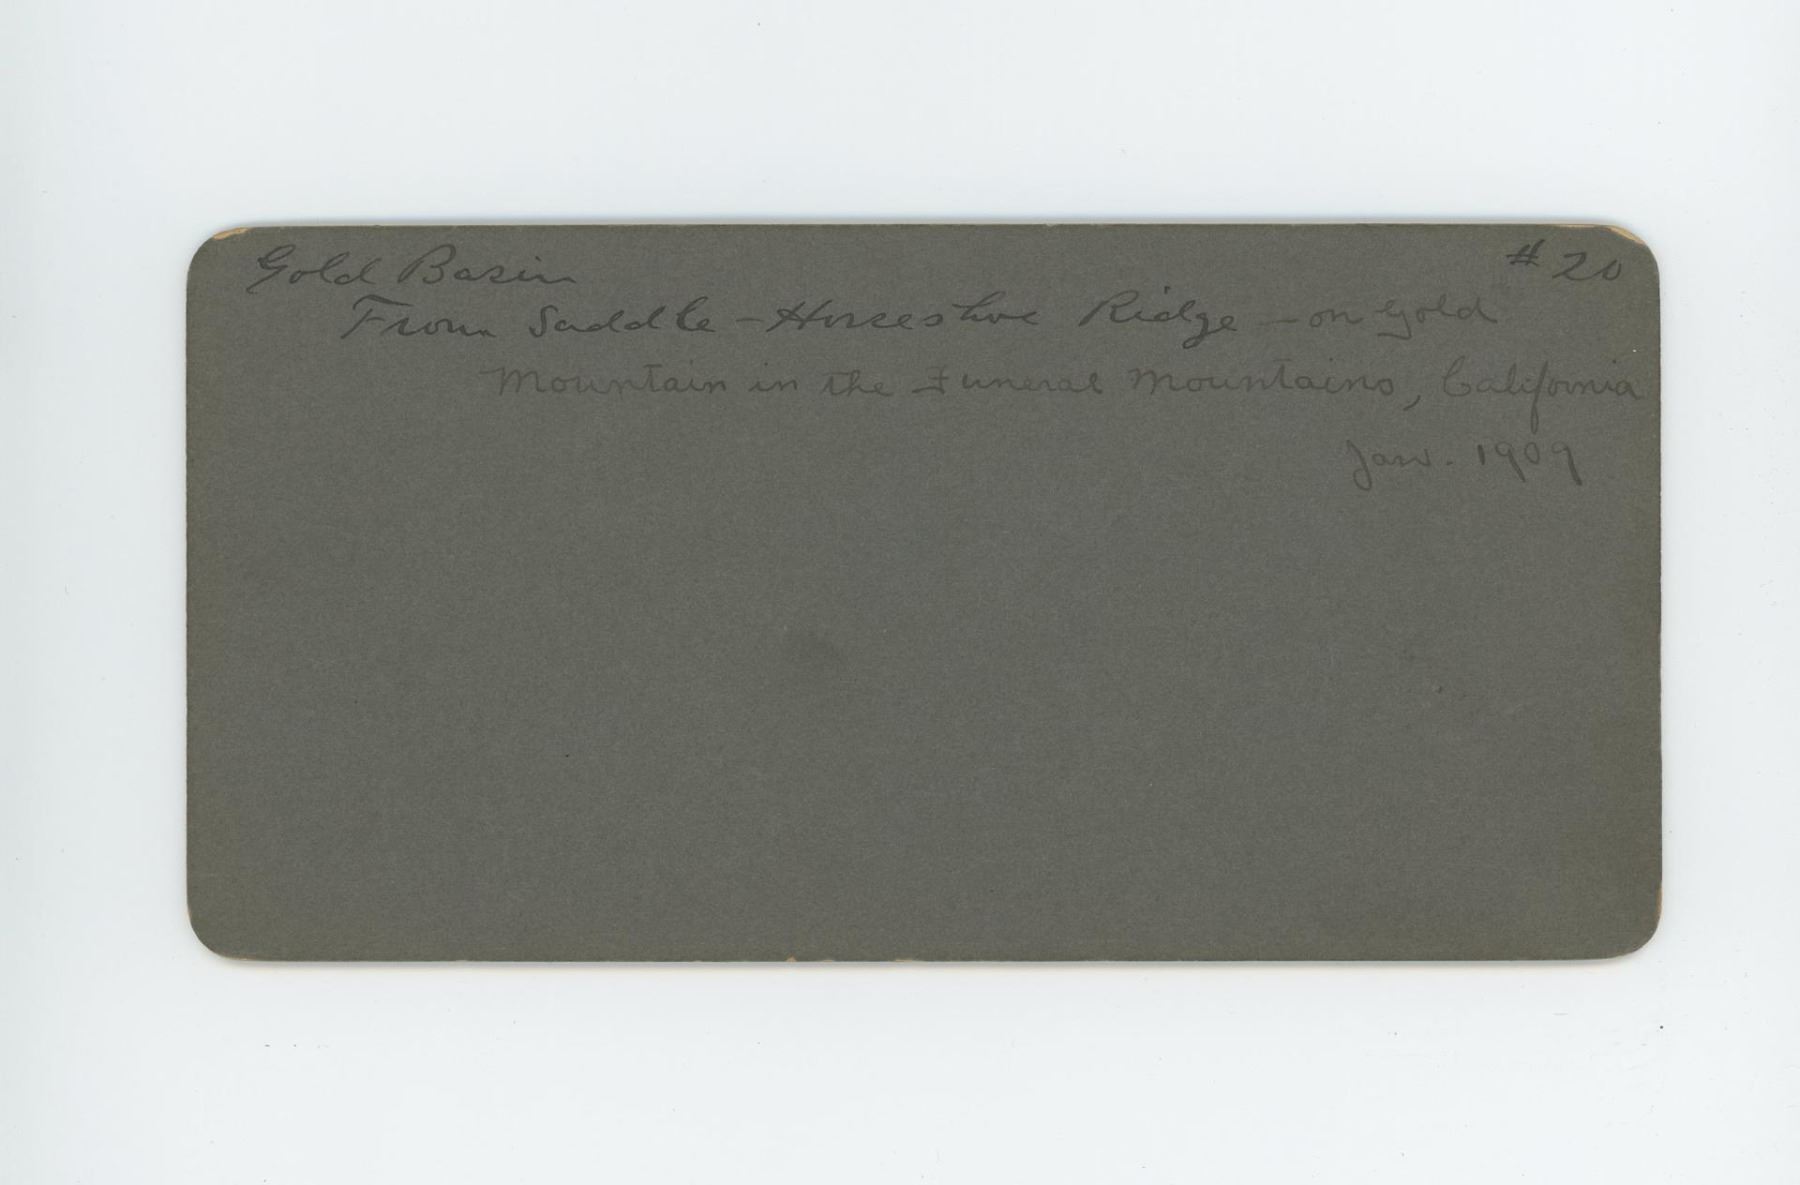 Gold Basin #20
From Saddle - Horseshoe Ridge - on Gold
Mountain in the Funeral Mountains, California
Jan. 1909